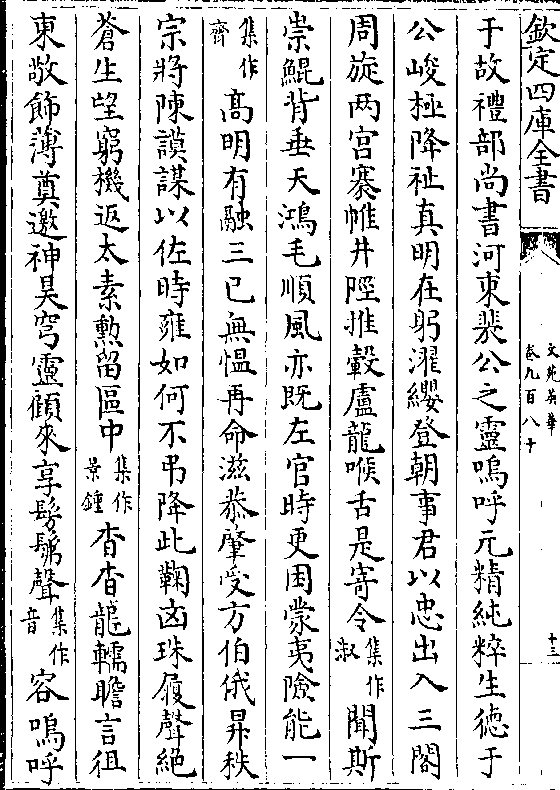 欽定四庫全書
文苑英華
卷九百八十
十三
于故禮部尚書河東裴公之靈嗚呼元精純粹生德于
公峻極降祉真明在躬濯纓登朝事君以忠出入三閣
周旋两宫褰帷井陘推轂盧龍喉舌是寄令集作淑聞斯
崇鯤背垂天鴻毛順風亦既左官時更困蒙夷險能一
集作齊髙明有融三已無愠再命滋恭肇受方伯俄昇秩
宗將陳謨謀以佐時雍如何不弔降此鞠凶珠履聲絶
蒼生望窮機返太素勲留區中集作景鍾杳杳龍轜瞻言徂
東敬飾薄奠邀神昊穹靈顧來享髣髴聲集作音容嗚呼